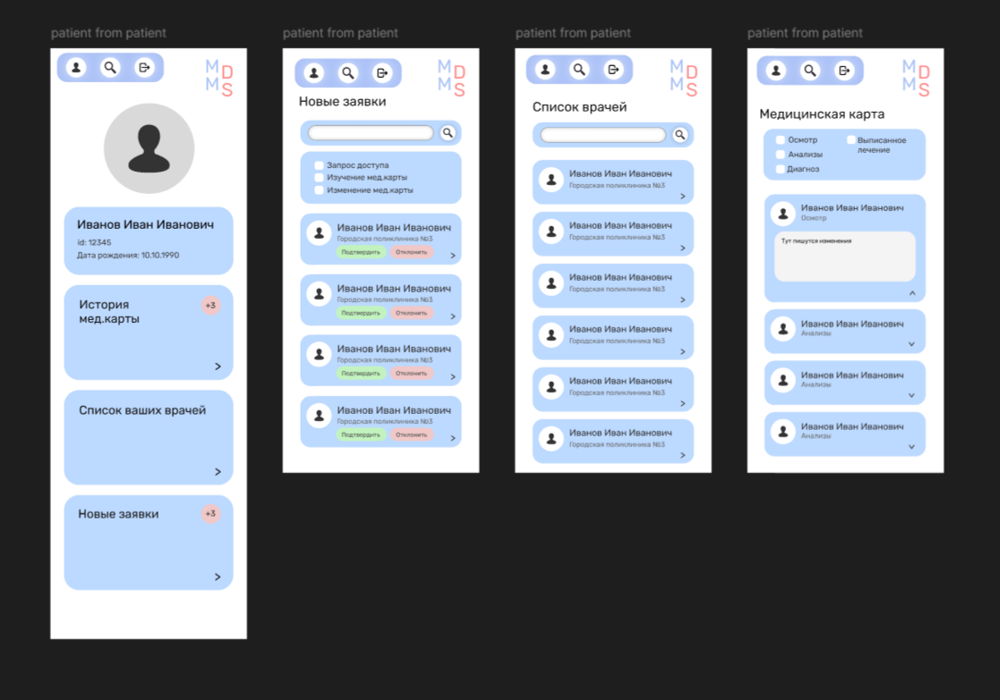 patient from patient
M D
M S
Иванов Иван Иванович
id: 12345
Дата рождения: 10.10.1990
История
мед.карты
+3
>
Список ваших врачей
>
Новые заявки
+3
>
patient from patient
M D
M S
Новые заявки
Запрос доступа
Изучение мед.карты
Изменение мед.карты
Иванов Иван Иванович
Городская поликлиника №3
Подтвердить Отклонить >
Иванов Иван Иванович
Городская поликлиника №3
Подтвердить Отклонить >
Иванов Иван Иванович
Городская поликлиника №3
Подтвердить Отклонить >
Иванов Иван Иванович
Городская поликлиника №3
Подтвердить Отклонить >
patient from patient
M D
M S
Список врачей
Иванов Иван Иванович
Городская поликлиника №3
>
Иванов Иван Иванович
Городская поликлиника №3
>
Иванов Иван Иванович
Городская поликлиника №3
>
Иванов Иван Иванович
Городская поликлиника №3
>
Иванов Иван Иванович
Городская поликлиника №3
>
Иванов Иван Иванович
Городская поликлиника №3
>
patient from patient
M D
M S
Медицинская карта
Осмотр
Анализы
Диагноз
Выписанное
лечение
Иванов Иван Иванович
Осмотр
Тут пишутся изменения
Иванов Иван Иванович
Анализы
Иванов Иван Иванович
Анализы
Иванов Иван Иванович
Анализы